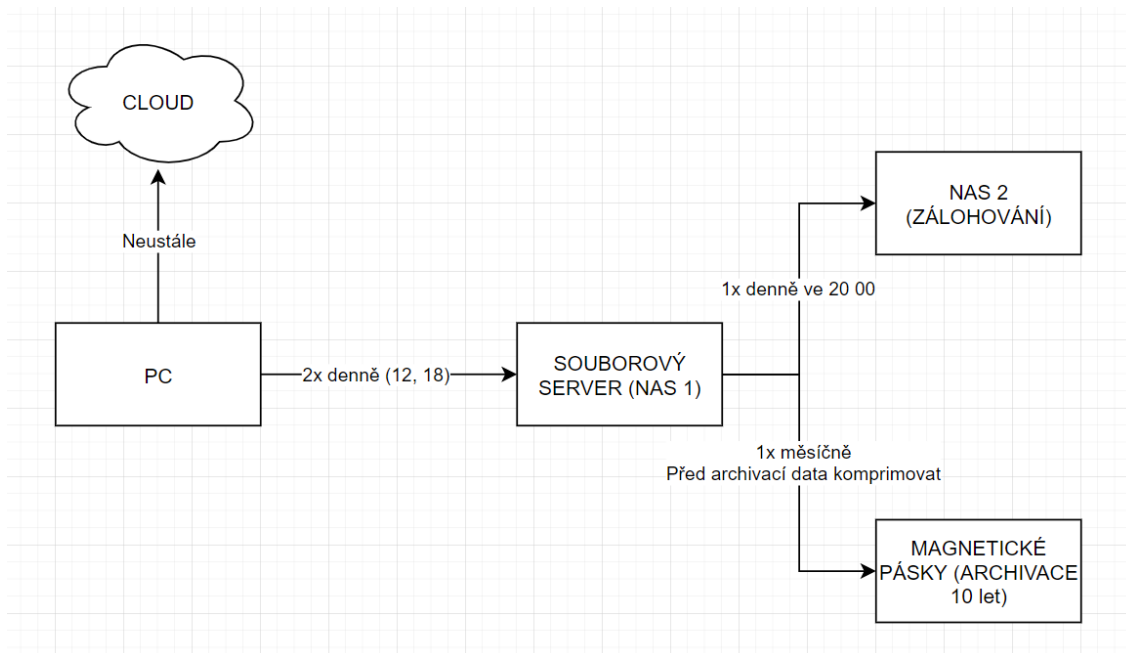 CLOUD
Neustále
PC
2x denně (12, 18)
SOUBOROVÝ
SERVER (NAS 1)
1x denně ve 20 00
NAS 2
(ZÁLOHOVÁNÍ)
1x měsíčně
Před archivací data komprimovat
MAGNETICKÉ
PÁSKY (ARCHIVACE
10 let)